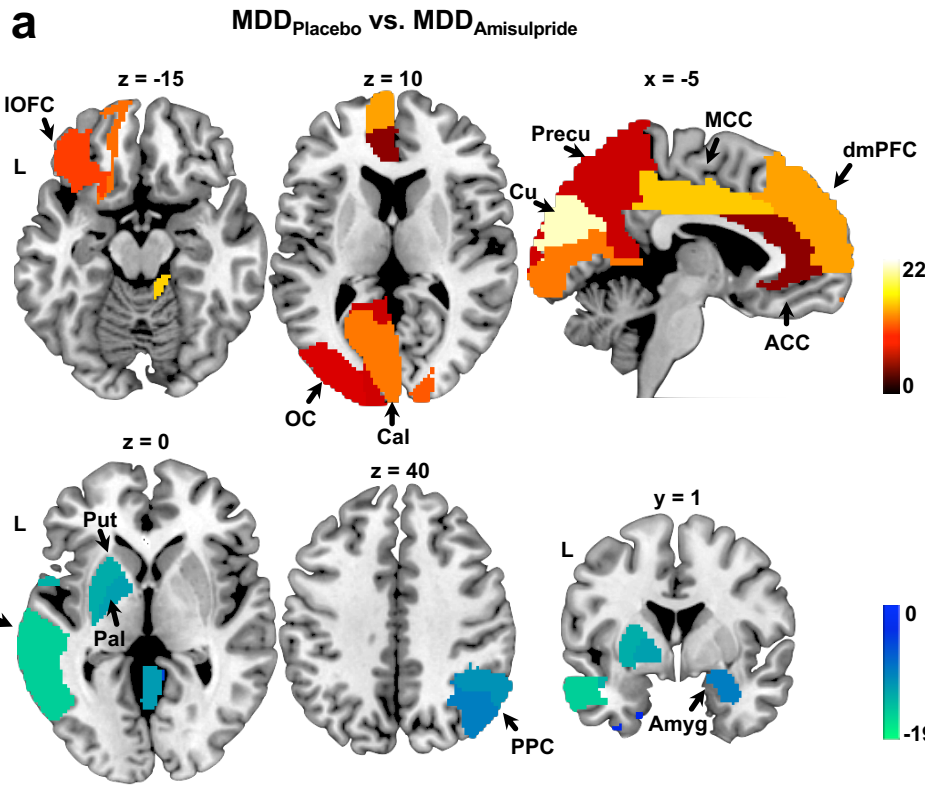 a
MDDPlacebo vs. MDDAmisulpride
z = -15
z = 10
x = -5
lOFC
MCC
Precu
dmPFC
L
Cu
22
0
ACC
OC
Cal
z = 0
z = 40
y = 1
L
Put
L
0
Pal
Amyg
PPC